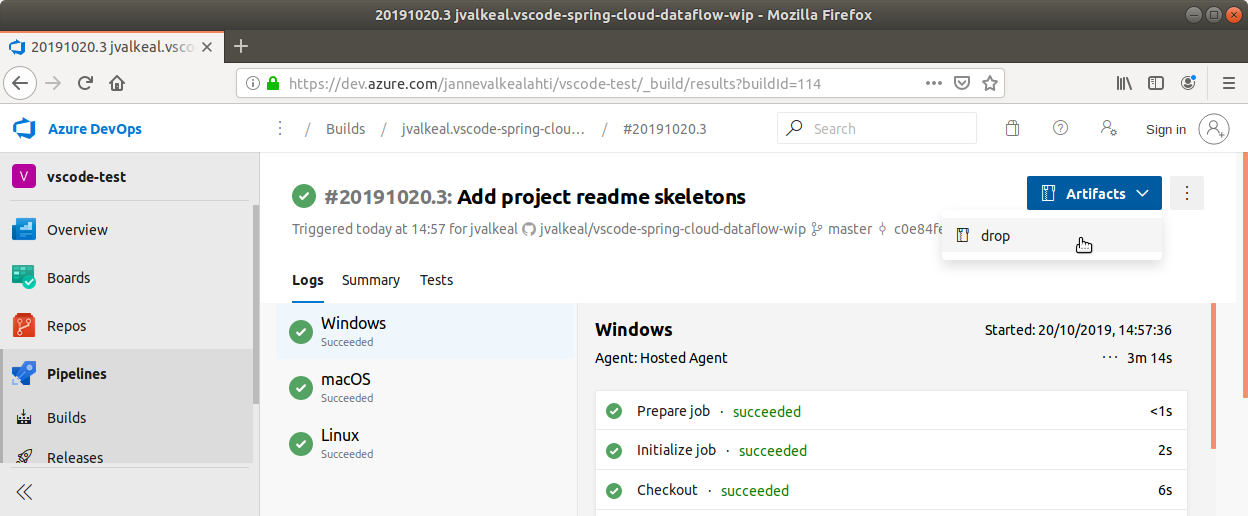 20191020.3 jvalkeal.vscode-spring-cloud-dataflow-wip - Mozilla Firefox
20191020.3 jvalkeal.vsco
https://dev.azure.com/jannevalkealahti/vscode-test/_build/results?buildId=114
Azure DevOps
/ Builds / jvalkeal.vscode-spring-clou... / #20191020.3
Search
Sign in
V vscode-test
Overview
Boards
Repos
Pipelines
Builds
Releases
#20191020.3: Add project readme skeletons
Artifacts
Triggered today at 14:57 for jvalkeal jvalkeal/vscode-spring-cloud-dataflow-wip master c0e84fe
drop
Logs Summary Tests
Windows
Succeeded
macOS
Succeeded
Linux
Succeeded
Windows
Started: 20/10/2019, 14:57:36
Agent: Hosted Agent
··· 3m 14s
Prepare job · succeeded <1s
Initialize job · succeeded 2s
Checkout · succeeded 6s